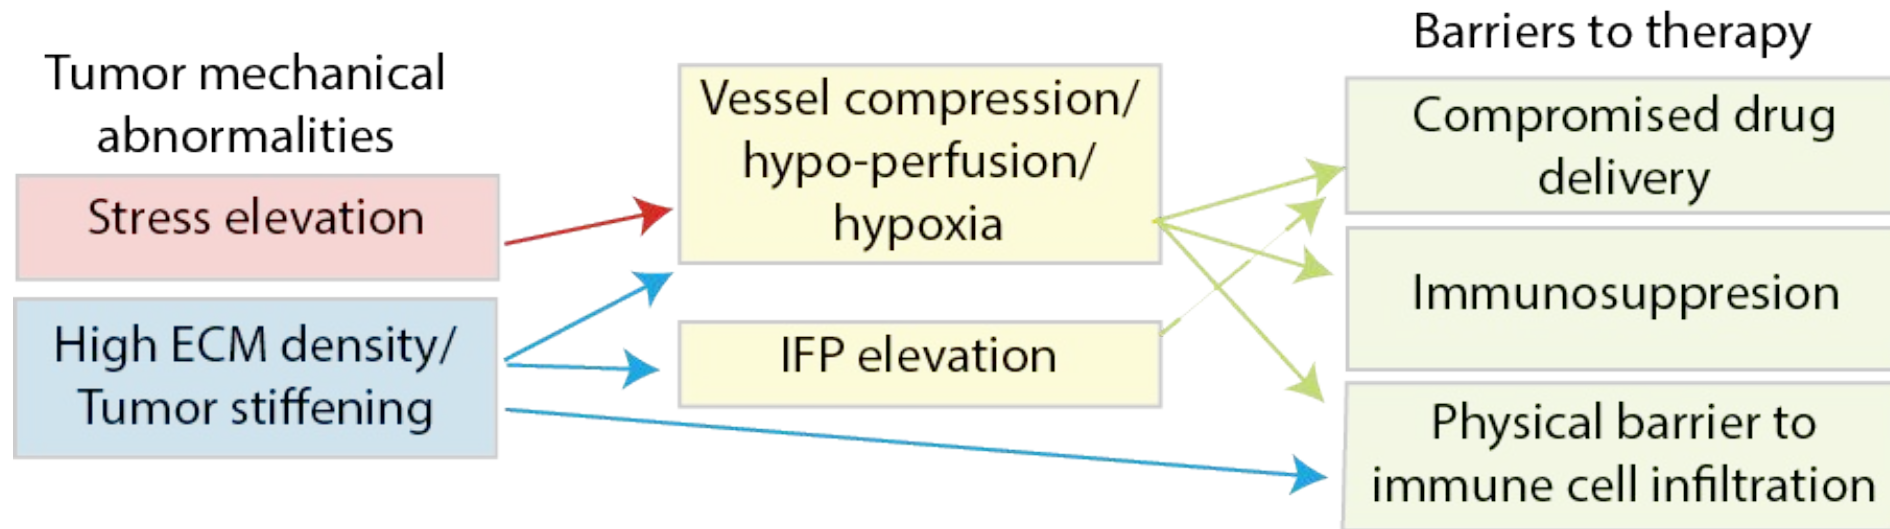 Tumor mechanical
abnormalities
Stress elevation
High ECM density/
Tumor stiffening
Vessel compression/
hypo-perfusion/
hypoxia
IFP elevation
Barriers to therapy
Compromised drug
delivery
Immunosuppresion
Physical barrier to
immune cell infiltration